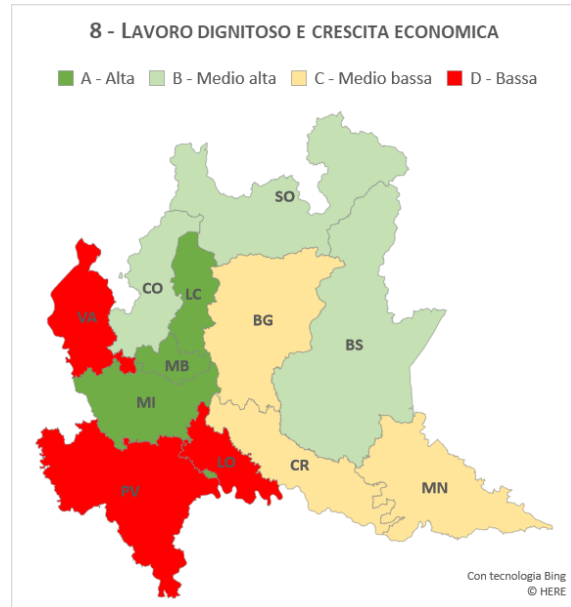 8 - LAVORO DIGNITOSO E CRESCITA ECONOMICA
A - Alta B - Medio alta C - Medio bassa D - Bassa
SO
CO
LC
VA
BG
BS
MB
MI
LO
CR
PV
MN
Con tecnologia Bing
© HERE